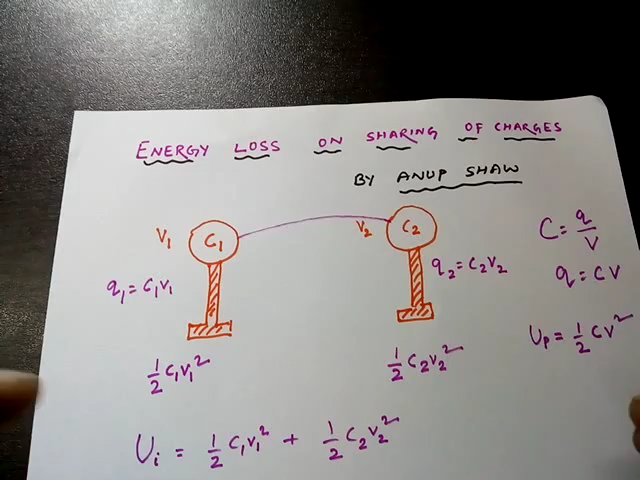 ENERGY LOSS ON SHARING OF CHARGES
BY ANUP SHAW
V₁ C₁ V₂ C₂ C = q/V
q₁ = C₁V₁ q₂ = C₂V₂ q = CV
½ C₁V₁² ½ C₂V₂² Uₚ = ½ CV²
Uᵢ = ½ C₁V₁² + ½ C₂V₂²